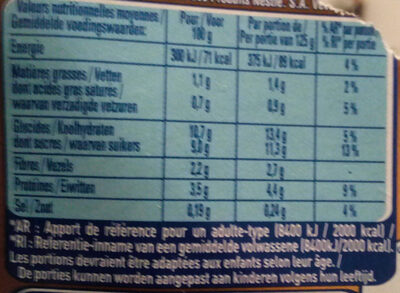 Nestlé. S.A.
Valeurs nutritionnelles moyennes / Pour / Voor Par portion de / % AR* par portion
Gemiddelde voedingswaarden: 100 g Per portie van 125 g % RI* per portie
Energie 300 kJ / 71 kcal 375 kJ / 89 kcal 4 %
Matières grasses / Vetten 1,1 g 1,4 g 2 %
dont acides gras saturés /
waarvan verzadigde vetzuren 0,7 g 0,9 g 5 %
Glucides / Koolhydraten 10,7 g 13,4 g 5 %
dont sucres / waarvan suikers 9,0 g 11,3 g 13 %
Fibres / Vezels 2,2 g 2,7 g -
Protéines / Eiwitten 3,5 g 4,4 g 9 %
Sel / Zout 0,19 g 0,24 g 4 %
*AR : Apport de référence pour un adulte-type (8400 kJ / 2000 kcal) /
*RI : Referentie-inname van een gemiddelde volwassene (8400kJ/2000 kcal).
Les portions devraient être adaptées aux enfants selon leur âge. /
De porties kunnen worden aangepast aan kinderen volgens hun leeftijd.